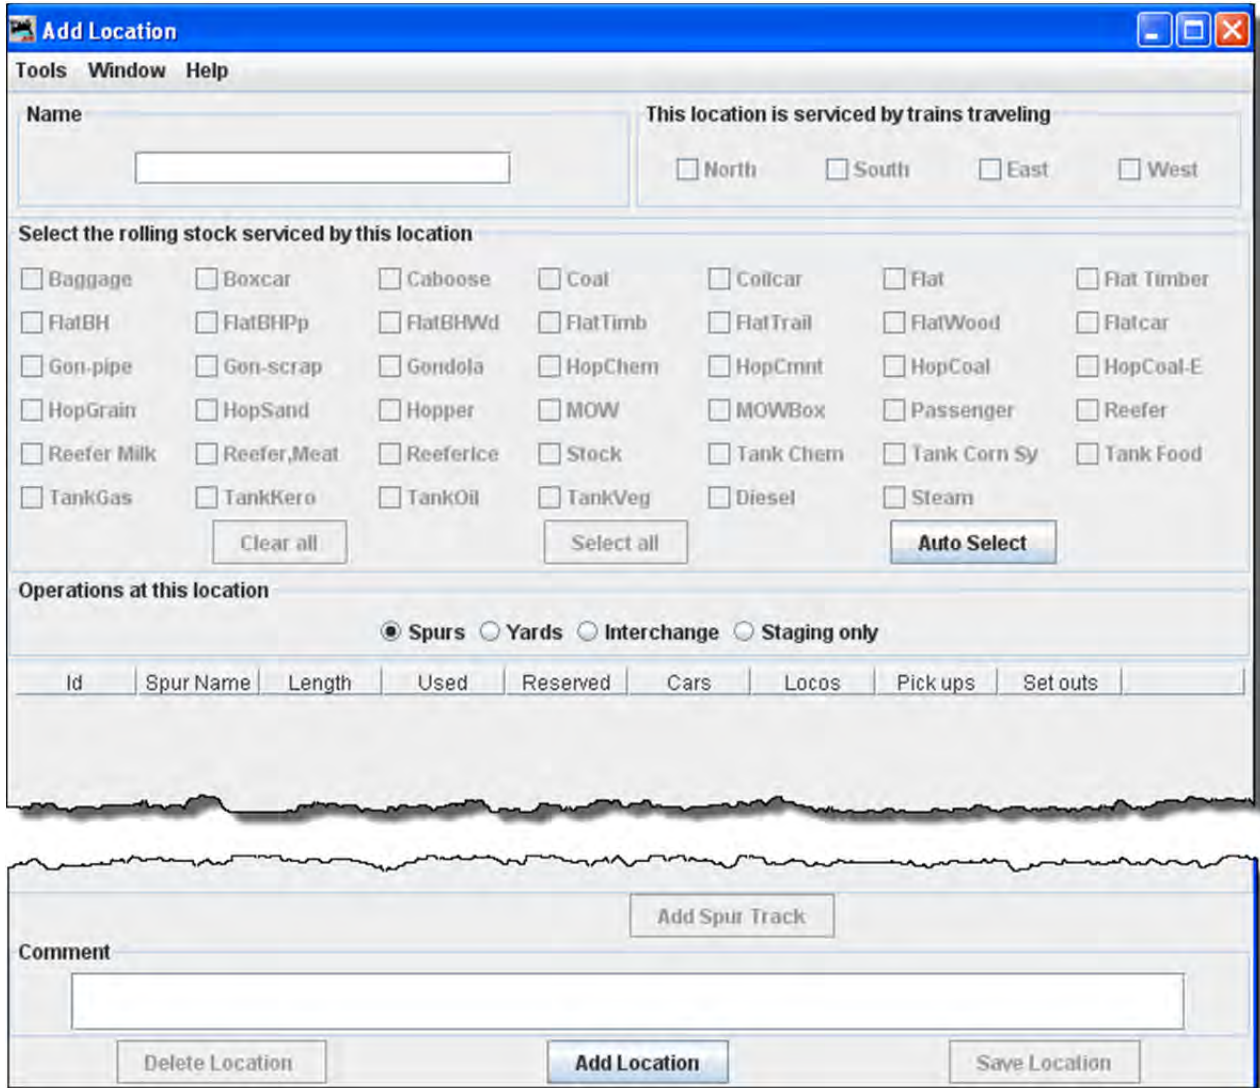 Add Location
Tools Window Help
Name
This location is serviced by trains traveling
North South East West
Select the rolling stock serviced by this location
Baggage Boxcar Caboose Coal Coilcar Flat Flat Timber
FlatBH FlatBHPp FlatBHWd FlatTimb FlatTrail FlatWood Flatcar
Gon-pipe Gon-scrap Gondola HopChem HopCmnt HopCoal HopCoal-E
HopGrain HopSand Hopper MOW MOWBox Passenger Reefer
Reefer Milk Reefer,Meat ReeferIce Stock Tank Chem Tank Corn Sy Tank Food
TankGas TankKero TankOil TankVeg Diesel Steam
Clear all Select all Auto Select
Operations at this location
Spurs Yards Interchange Staging only
Id Spur Name Length Used Reserved Cars Locos Pick ups Set outs
Add Spur Track
Comment
Delete Location Add Location Save Location